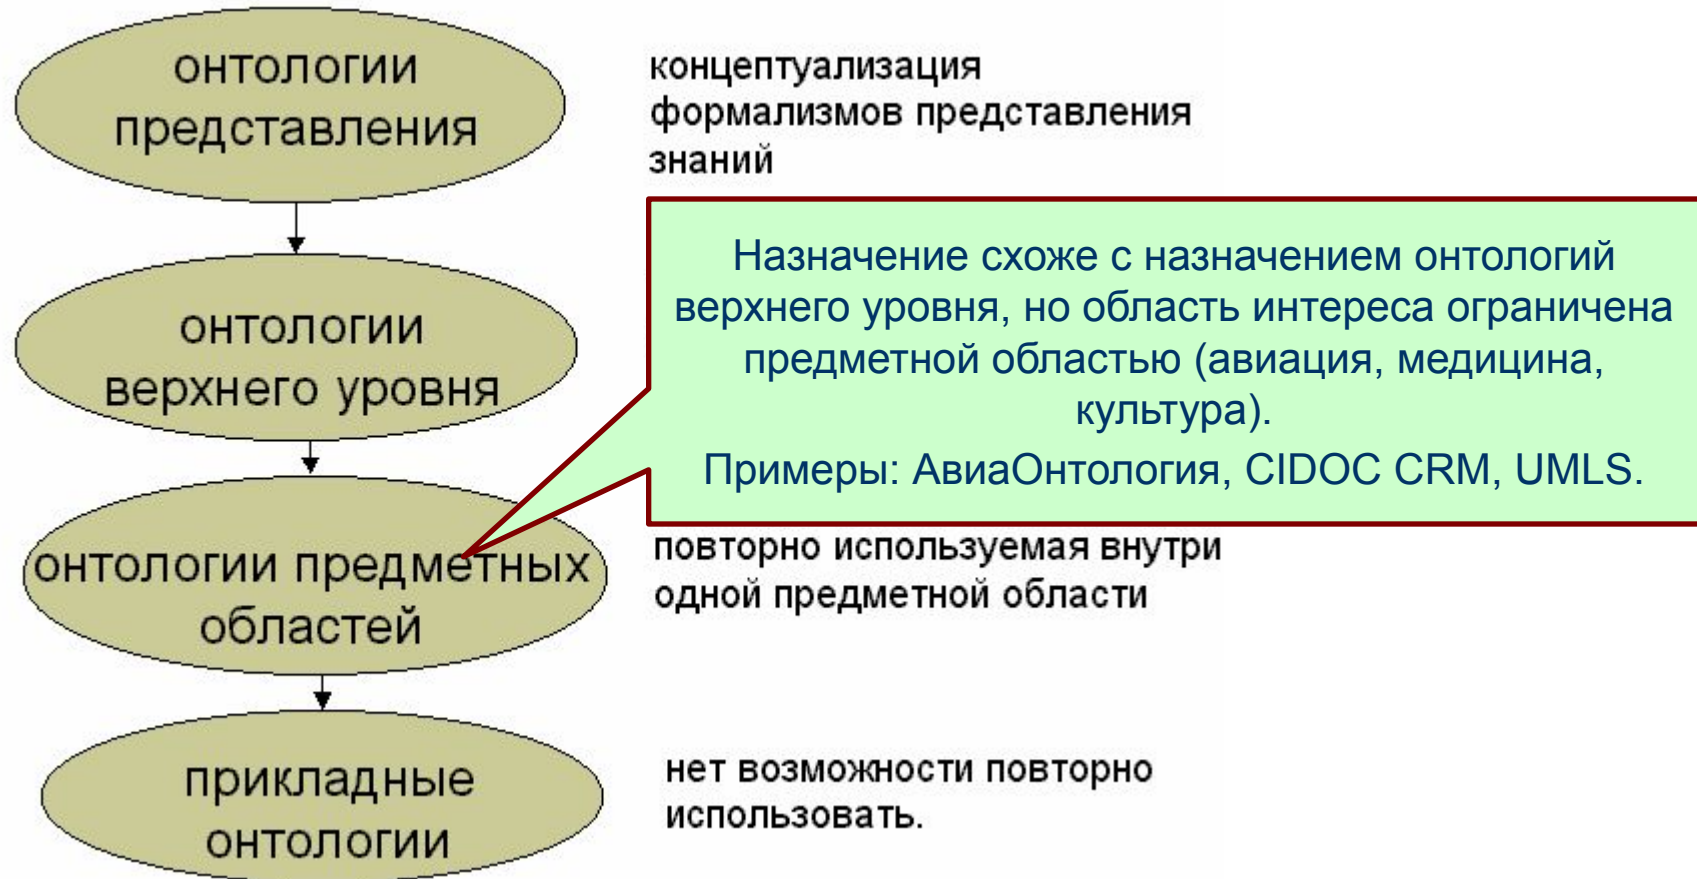 онтологии
представления
концептуализация
формализмов представления
знаний
онтологии
верхнего уровня
Назначение схоже с назначением онтологий
верхнего уровня, но область интереса ограничена
предметной областью (авиация, медицина,
культура).
Примеры: АвиаОнтология, CIDOC CRM, UMLS.
онтологии предметных
областей
повторно используемая внутри
одной предметной области
прикладные
онтологии
нет возможности повторно
использовать.